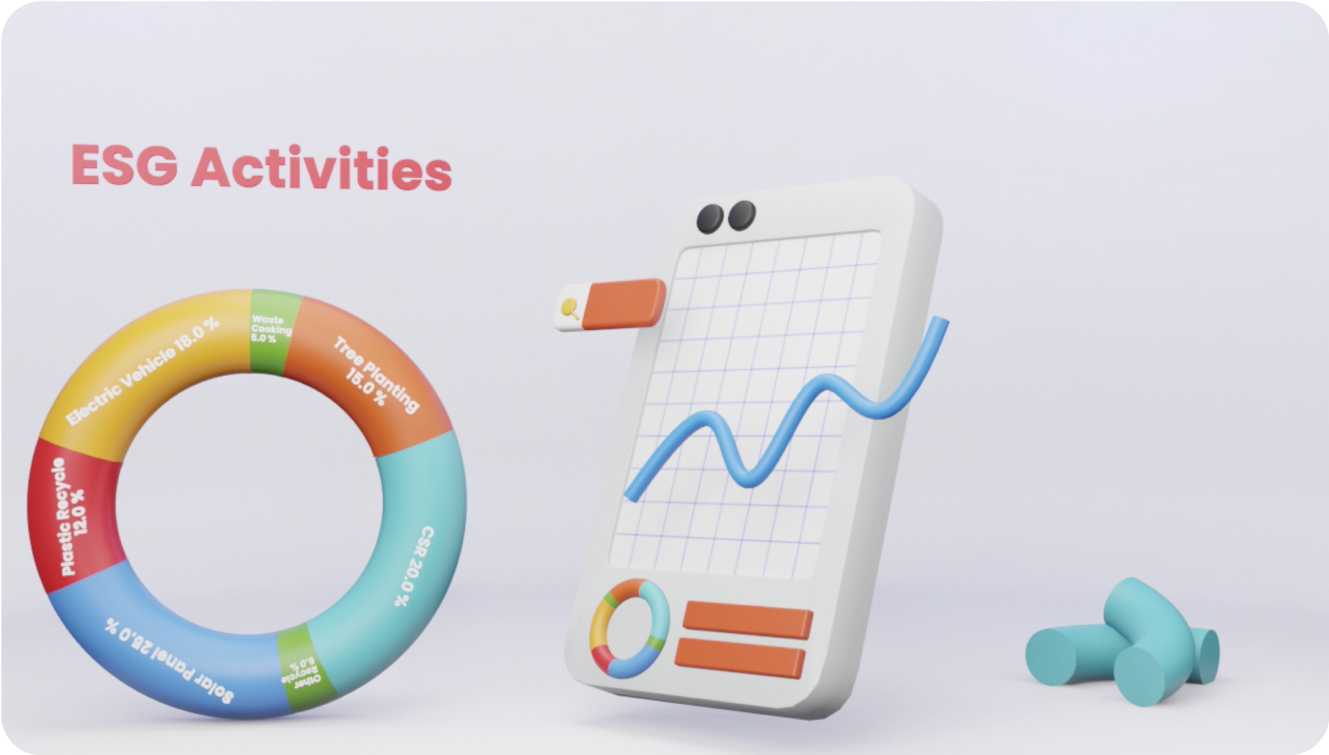 ESG Activities
Electric Vehicle 18.0 %
Waste
Cooking
5.0 %
Tree Planting
15.0 %
Plastic Recycle
12.0 %
CSR 20.0 %
Solar Panel 25.0 %
Other
Recycle
5.0 %